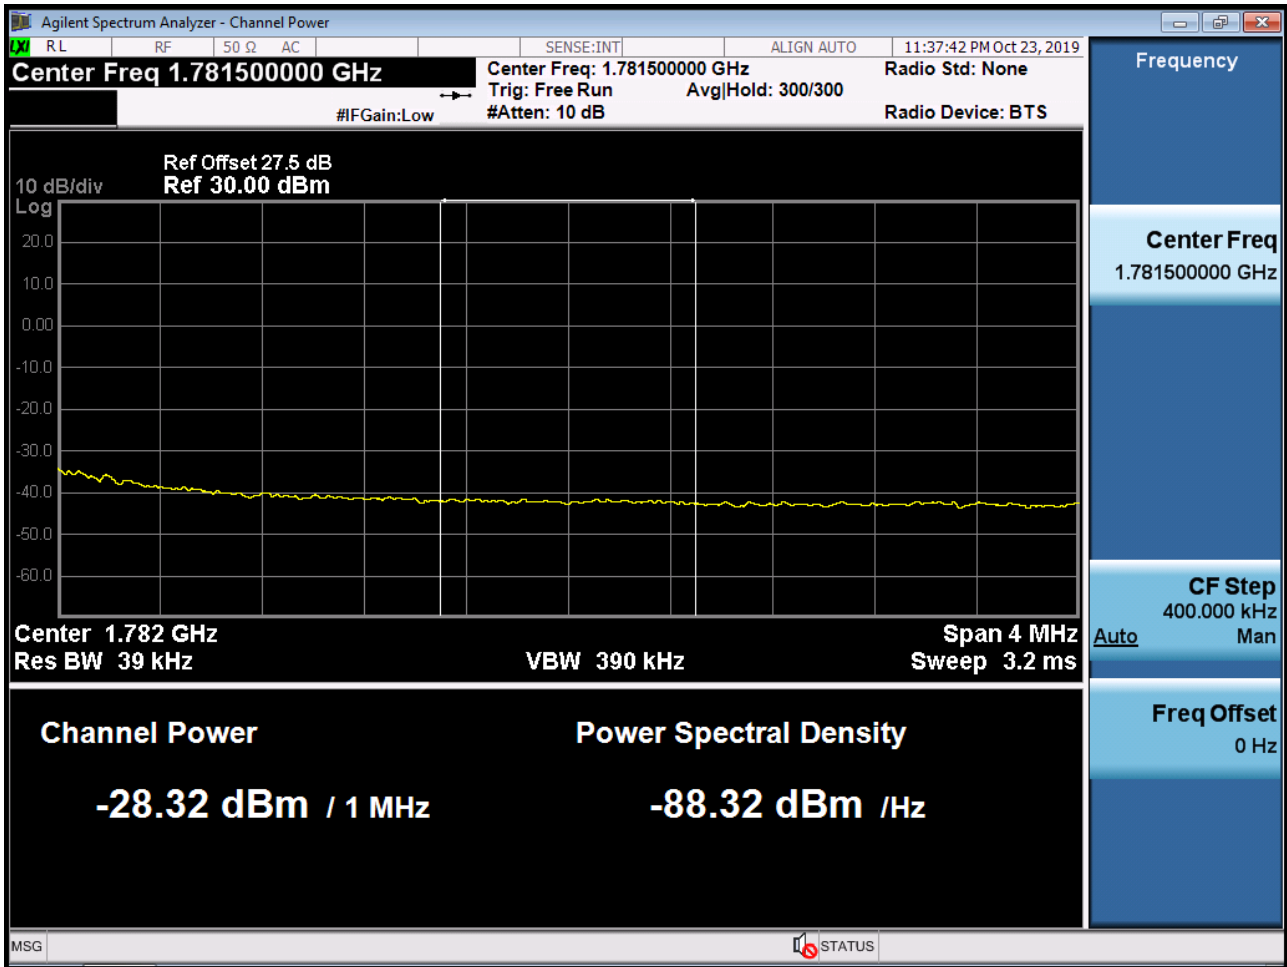 Agilent Spectrum Analyzer - Channel Power
LXI RL RF 50 Ω AC SENSE:INT ALIGN AUTO 11:37:42 PM Oct 23, 2019
Center Freq 1.781500000 GHz
Center Freq: 1.781500000 GHz Radio Std: None
Trig: Free Run Avg|Hold: 300/300
#IFGain:Low #Atten: 10 dB Radio Device: BTS
Ref Offset 27.5 dB
10 dB/div Ref 30.00 dBm
Log
20.0
10.0
0.00
-10.0
-20.0
-30.0
-40.0
-50.0
-60.0
Center 1.782 GHz Span 4 MHz
Res BW 39 kHz VBW 390 kHz Sweep 3.2 ms
Channel Power Power Spectral Density
-28.32 dBm / 1 MHz -88.32 dBm /Hz
MSG STATUS
Frequency
Center Freq
1.781500000 GHz
CF Step
400.000 kHz
Auto Man
Freq Offset
0 Hz